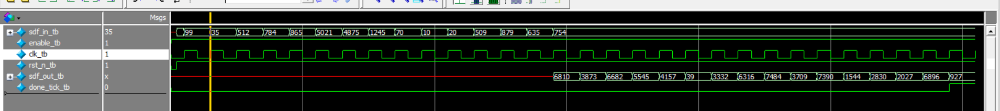 Msgs
sdf_in_tb 35 99 35 512 784 865 5021 4875 1245 70 10 20 509 879 635 754
enable_tb 1
clk_tb 1
rst_n_tb 1
sdf_out_tb x 6810 3873 6682 5545 4157 39 3332 6316 7484 3709 7390 1544 2830 2027 6896 927
done_tick_tb 0